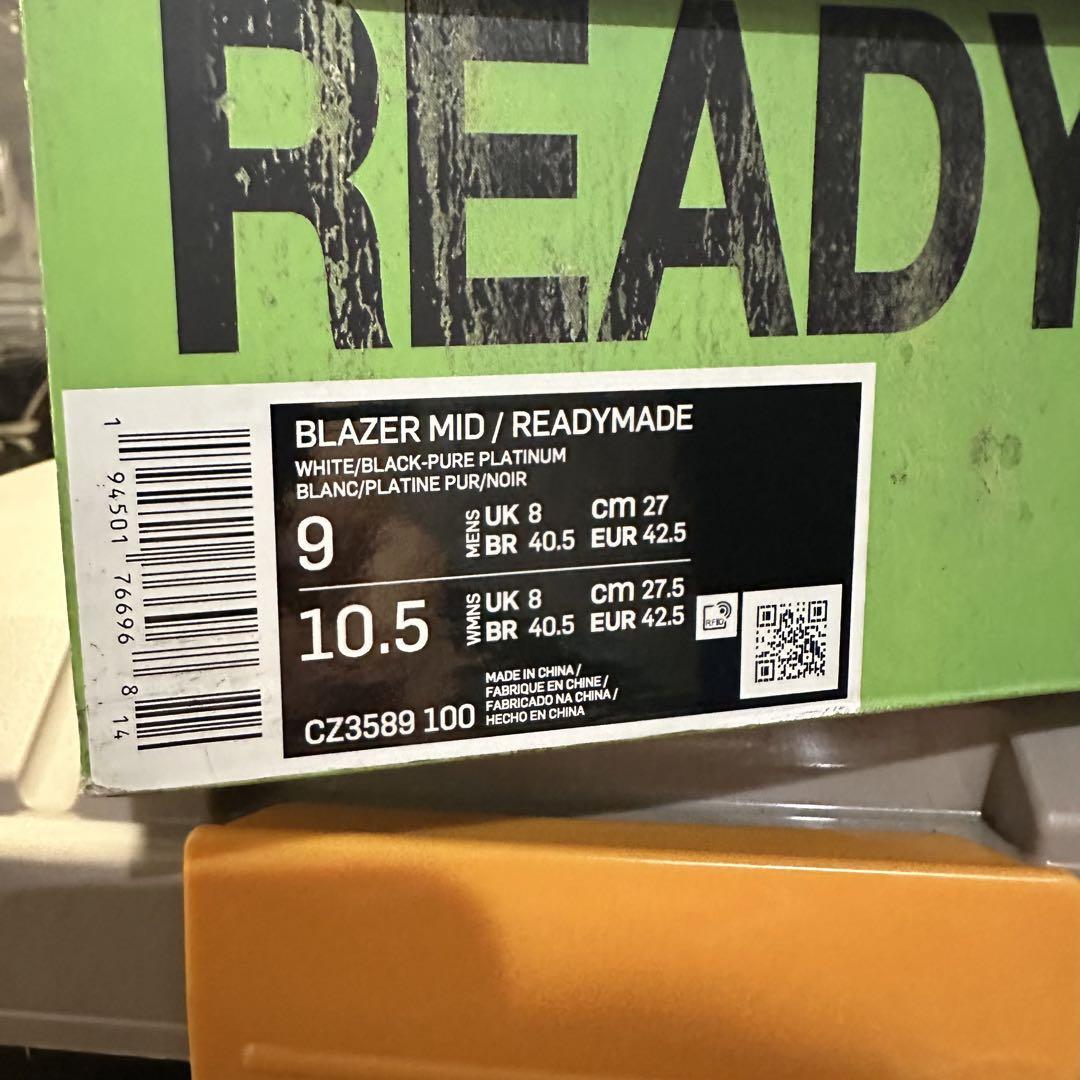 READY
BLAZER MID / READYMADE
WHITE/BLACK-PURE PLATINUM
BLANC/PLATINE PUR/NOIR
9 MENS UK 8 cm 27
BR 40.5 EUR 42.5
10.5 WMNS UK 8 cm 27.5
BR 40.5 EUR 42.5
RFID
MADE IN CHINA /
FABRIQUE EN CHINE /
FABRICADO NA CHINA /
HECHO EN CHINA
CZ3589 100
1 94501 76696 8 14